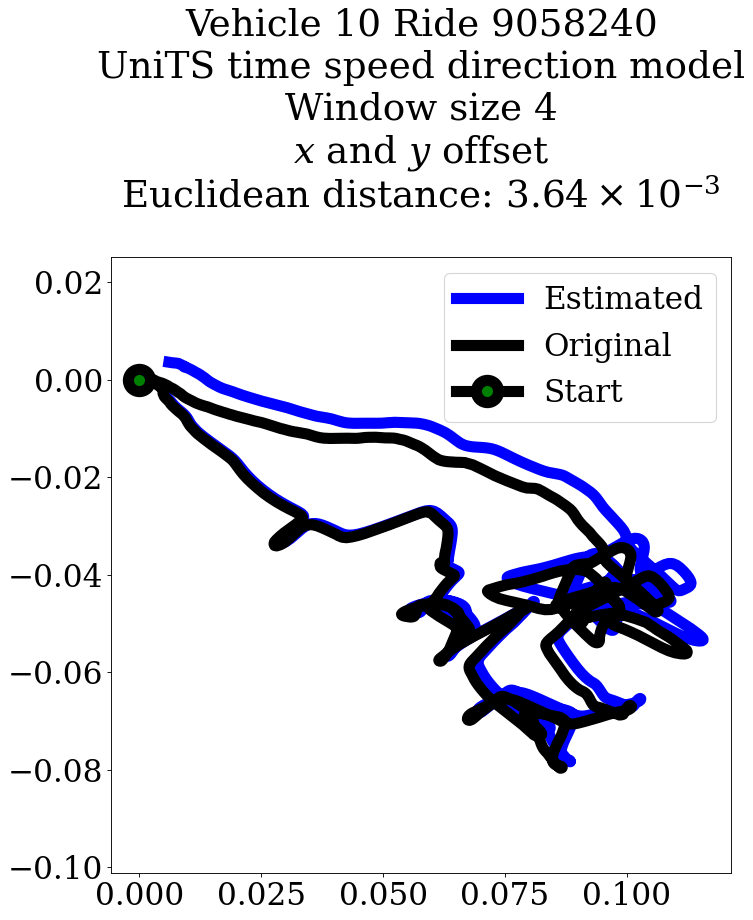 Vehicle 10 Ride 9058240
UniTS time speed direction model
Window size 4
x and y offset
Euclidean distance: 3.64 × 10⁻³
Estimated
Original
Start
0.02
0.00
−0.02
−0.04
−0.06
−0.08
−0.10
0.000 0.025 0.050 0.075 0.100